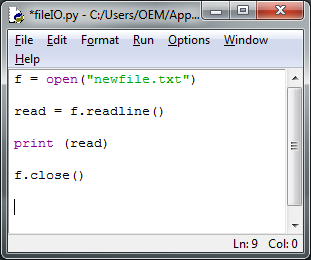 *fileIO.py - C:/Users/OEM/App...
File Edit Format Run Options Window
Help
f = open("newfile.txt")
read = f.readline()
print (read)
f.close()
Ln: 9 Col: 0